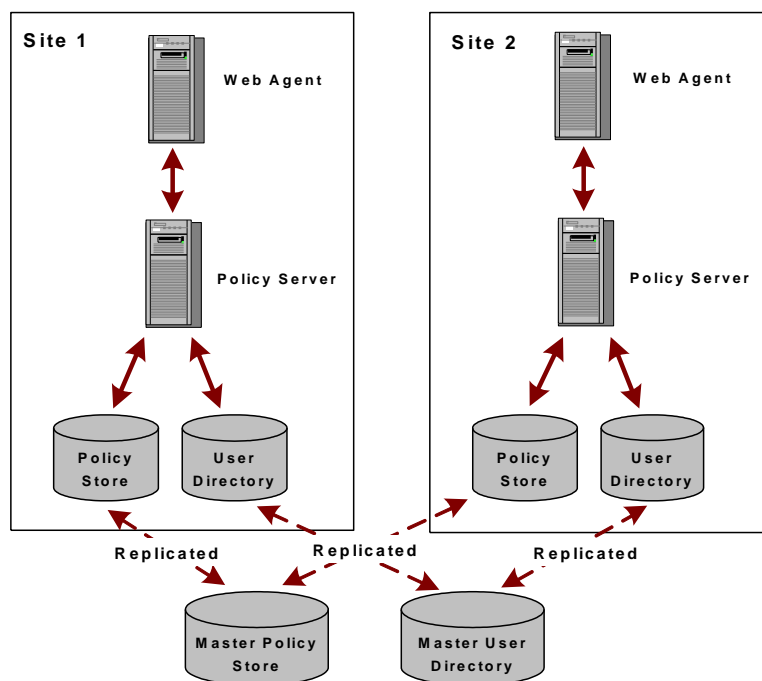 Site 1
Web Agent
Policy Server
Policy
Store
User
Directory
Site 2
Web Agent
Policy Server
Policy
Store
User
Directory
Replicated
Replicated
Replicated
Master Policy
Store
Master User
Directory